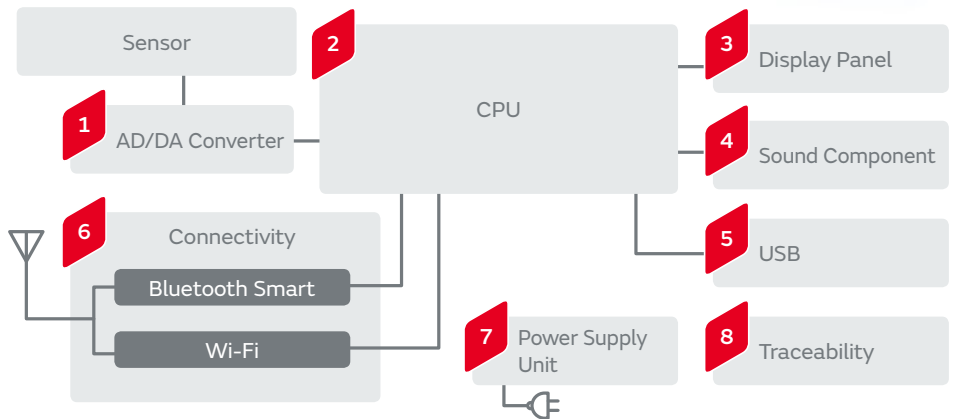 Sensor
1
AD/DA Converter
2
CPU
3
Display Panel
4
Sound Component
5
USB
6
Connectivity
Bluetooth Smart
Wi-Fi
7
Power Supply
Unit
8
Traceability